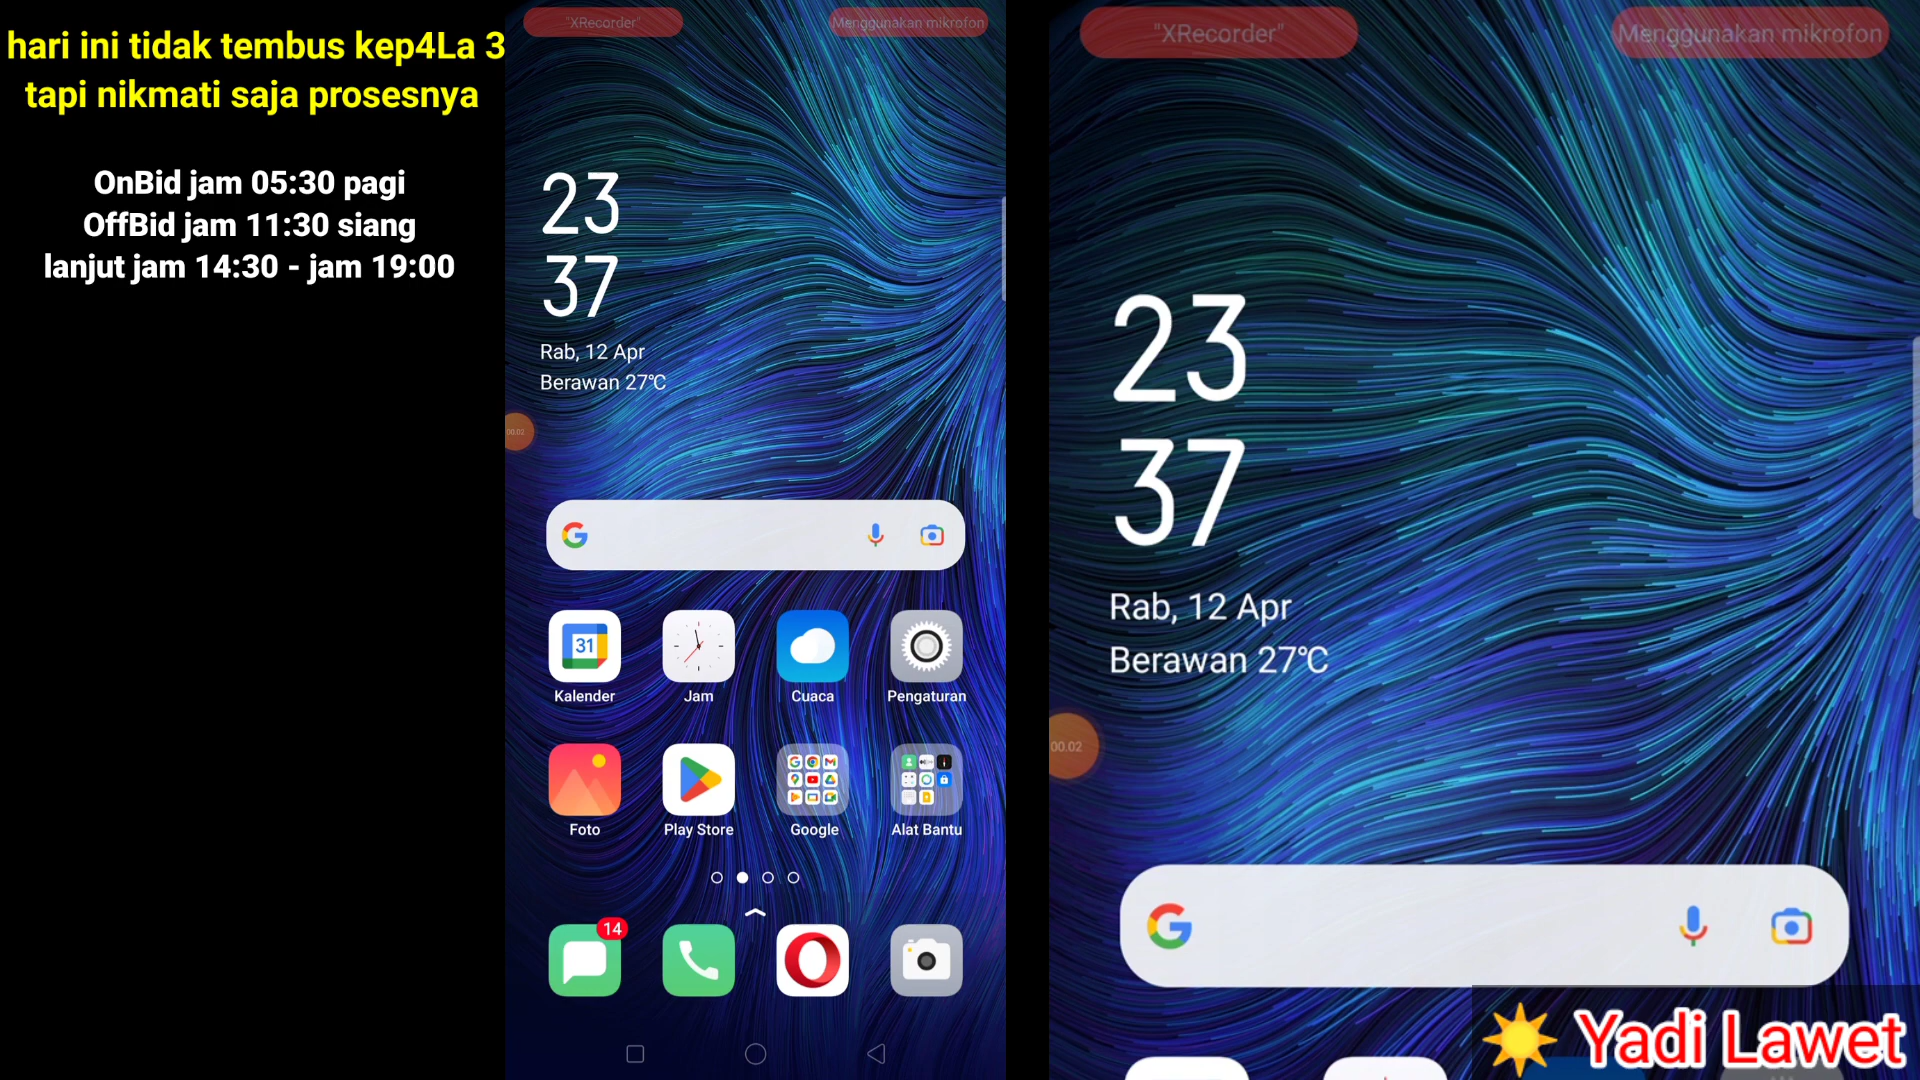 hari ini tidak tembus kep4La 3
tapi nikmati saja prosesnya
OnBid jam 05:30 pagi
OffBid jam 11:30 siang
lanjut jam 14:30 - jam 19:00
"XRecorder"
Menggunakan mikrofon
23
37
Rab, 12 Apr
Berawan 27℃
00.02
31
Kalender
Jam
Cuaca
Pengaturan
Foto
Play Store
Google
Alat Bantu
14
"XRecorder"
Menggunakan mikrofon
23
37
Rab, 12 Apr
Berawan 27℃
00.02
Yadi Lawet